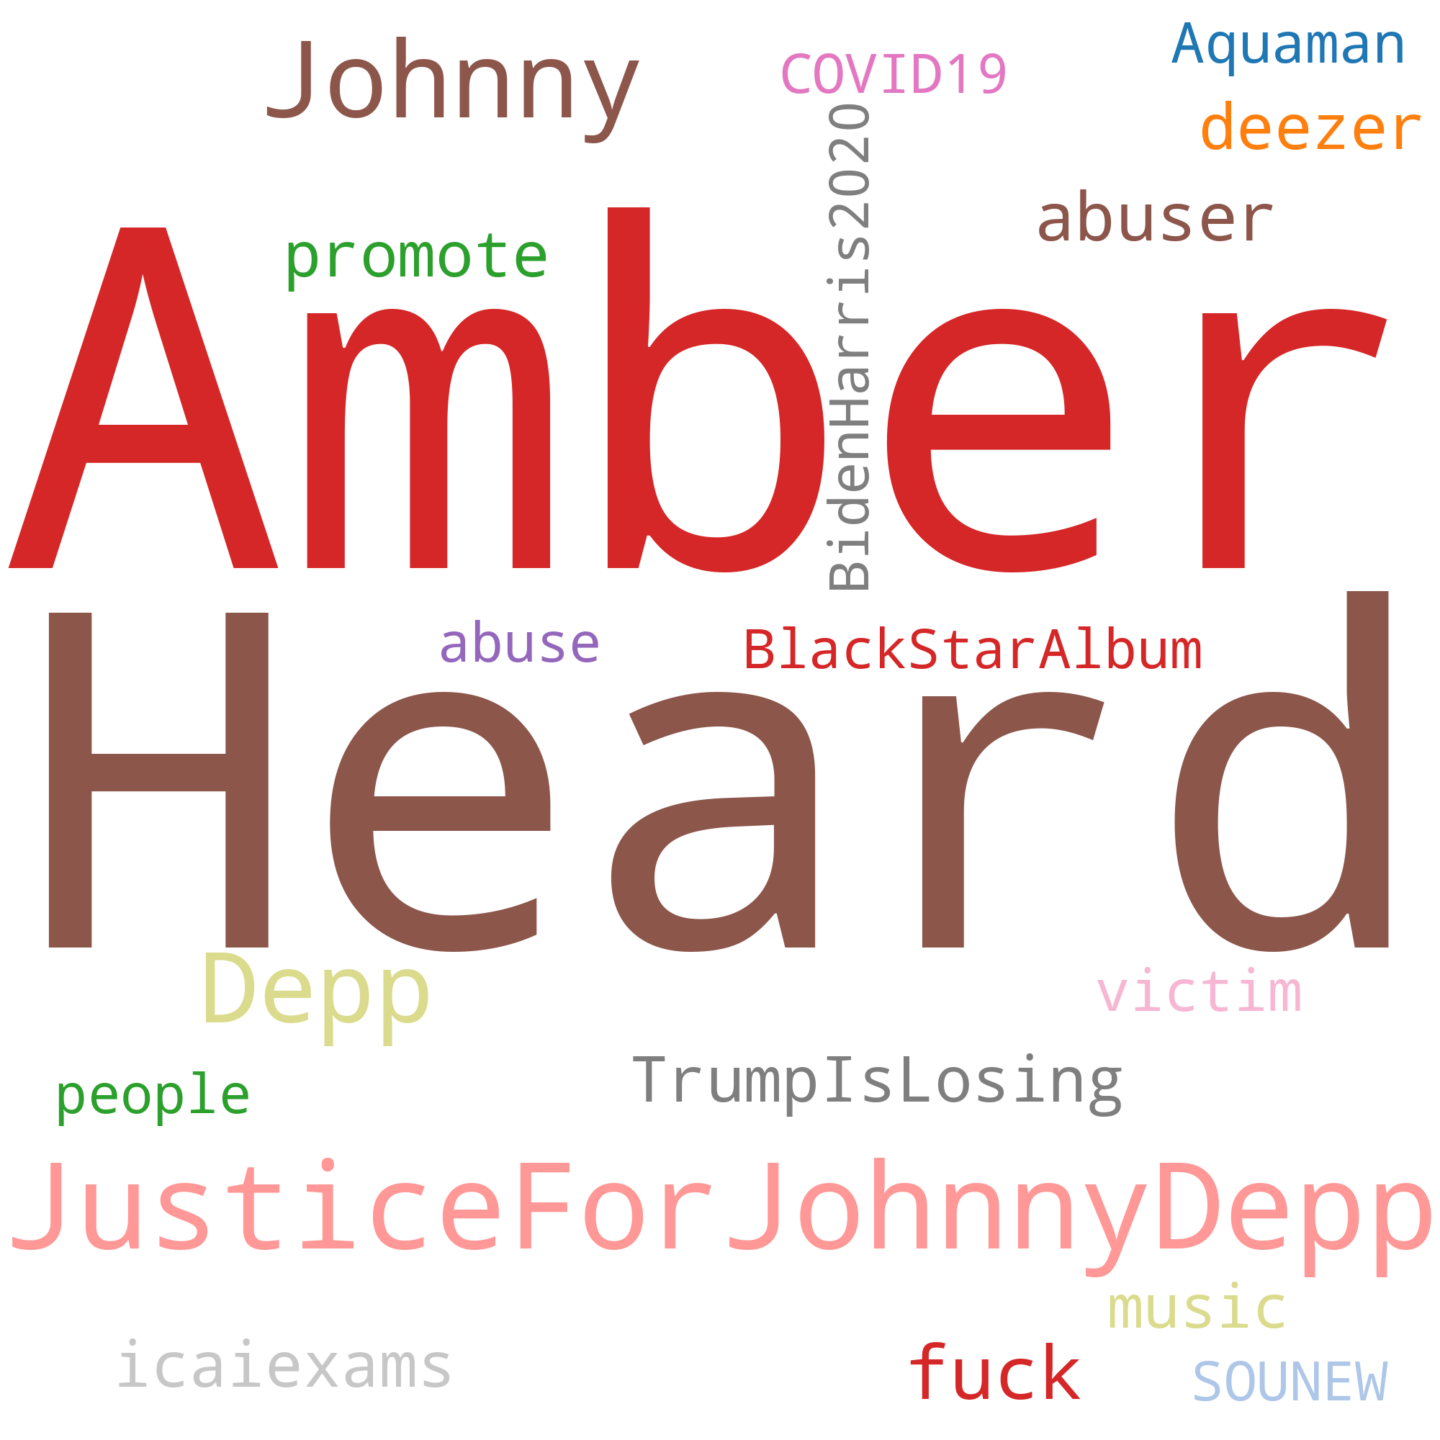 Aquaman
Johnny
COVID19
deezer
BidenHarris2020
abuser
promote
Amber
abuse
BlackStarAlbum
Heard
Depp
victim
TrumpIsLosing
people
JusticeForJohnnyDepp
music
icaiexams
fuck
SOUNEW